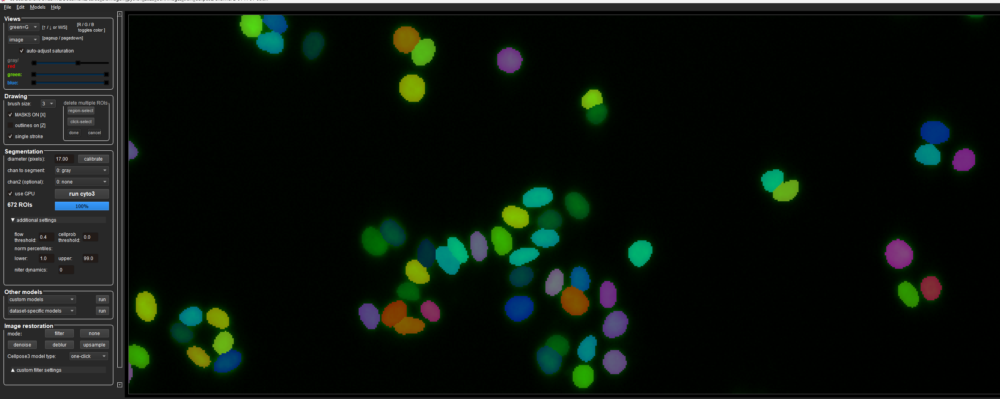 File Edit Models Help
Views
green=G [↑ / ↓ or W/S] [R / G / B
toggles color ]
image [pageup / pagedown]
auto-adjust saturation
gray/
red
green:
blue:
Drawing
brush size: 3 delete multiple ROIs
region-select
MASKS ON [X]
click-select
outlines on [Z]
done cancel
single stroke
Segmentation
diameter (pixels): 17.00 calibrate
chan to segment: 0: gray
chan2 (optional): 0: none
use GPU run cyto3
672 ROIs 100%
▼ additional settings
flow
threshold: 0.4 cellprob
threshold: 0.0
norm percentiles:
lower: 1.0 upper: 99.0
niter dynamics: 0
Other models
custom models run
dataset-specific models run
Image restoration
mode: filter none
denoise deblur upsample
Cellpose3 model type: one-click
▲ custom filter settings